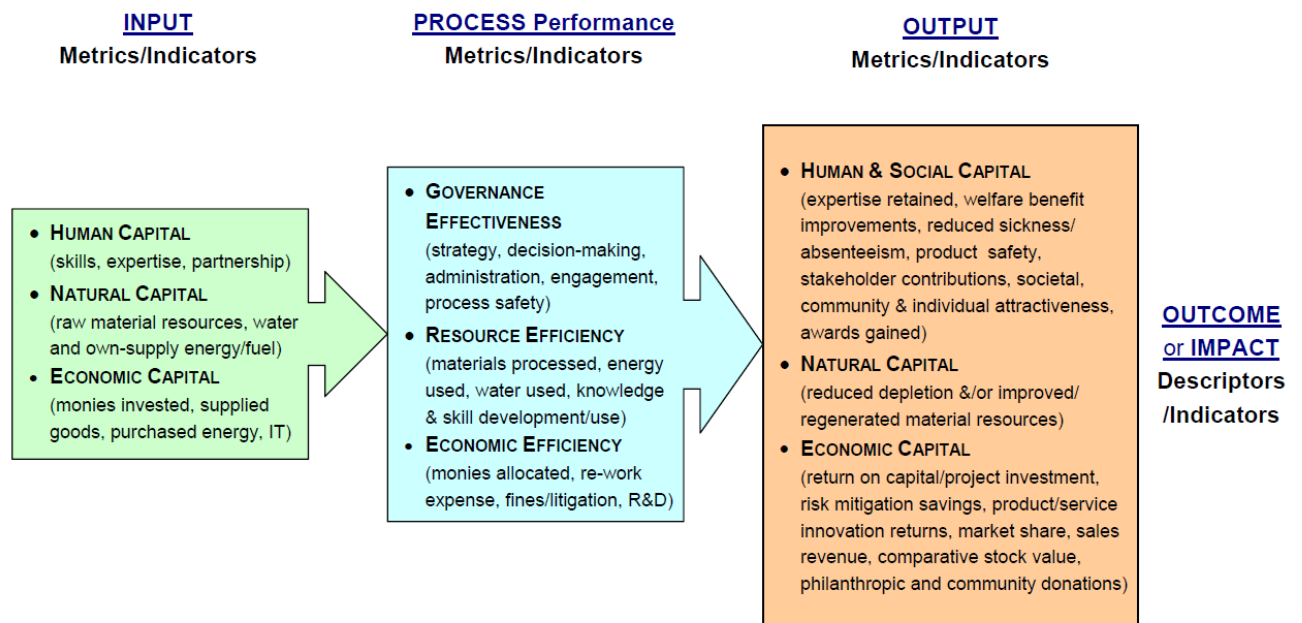 INPUT
Metrics/Indicators
PROCESS Performance
Metrics/Indicators
OUTPUT
Metrics/Indicators
• HUMAN CAPITAL
(skills, expertise, partnership)
• NATURAL CAPITAL
(raw material resources, water
and own-supply energy/fuel)
• ECONOMIC CAPITAL
(monies invested, supplied
goods, purchased energy, IT)
• GOVERNANCE
EFFECTIVENESS
(strategy, decision-making,
administration, engagement,
process safety)
• RESOURCE EFFICIENCY
(materials processed, energy
used, water used, knowledge
& skill development/use)
• ECONOMIC EFFICIENCY
(monies allocated, re-work
expense, fines/litigation, R&D)
• HUMAN & SOCIAL CAPITAL
(expertise retained, welfare benefit
improvements, reduced sickness/
absenteeism, product safety,
stakeholder contributions, societal,
community & individual attractiveness,
awards gained)
• NATURAL CAPITAL
(reduced depletion &/or improved/
regenerated material resources)
• ECONOMIC CAPITAL
(return on capital/project investment,
risk mitigation savings, product/service
innovation returns, market share, sales
revenue, comparative stock value,
philanthropic and community donations)
OUTCOME
or IMPACT
Descriptors
/Indicators